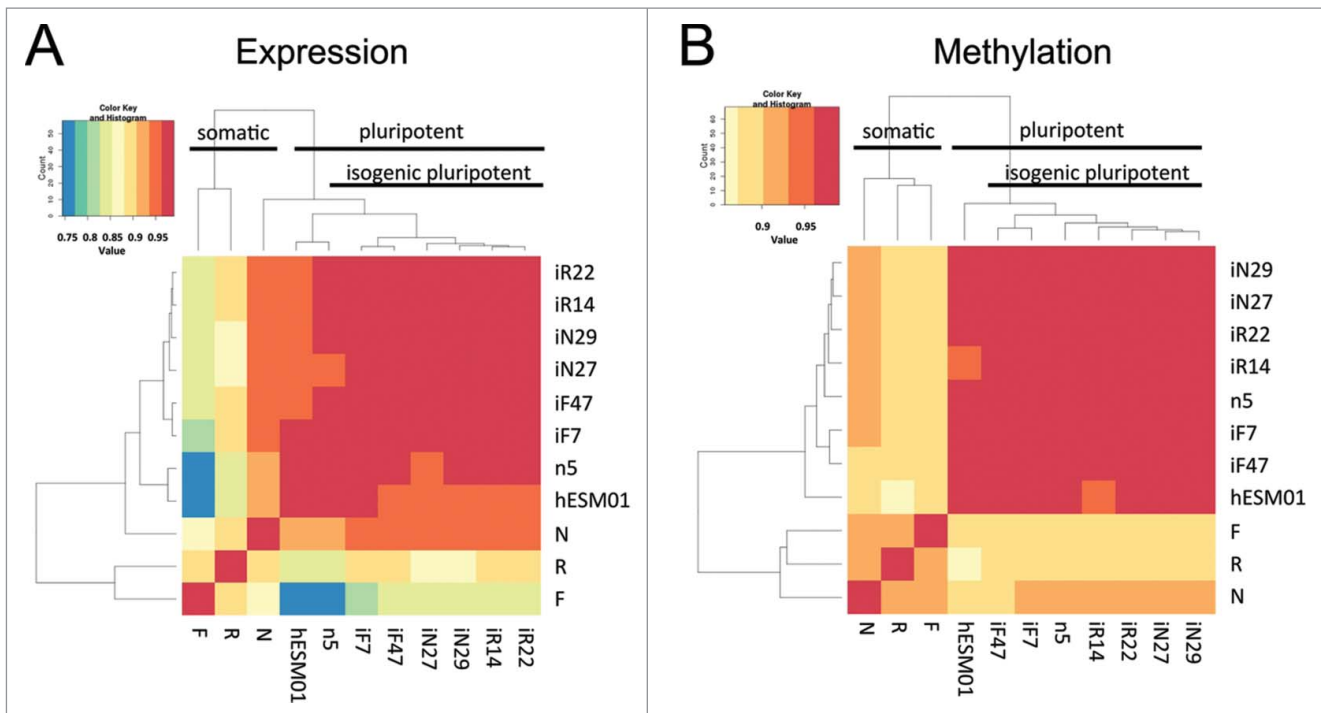 A Expression
Color Key
and Histogram
Count
0 10 20 30 40 50
0.75 0.8 0.85 0.9 0.95
Value
somatic
pluripotent
isogenic pluripotent
iR22
iR14
iN29
iN27
iF47
iF7
n5
hESM01
N
R
F
F R N hESM01 n5 iF7 iF47 iN27 iN29 iR14 iR22
B Methylation
Color Key
and Histogram
Count
0 10 20 30 40 50 60
0.9 0.95
Value
somatic
pluripotent
isogenic pluripotent
iN29
iN27
iR22
iR14
n5
iF7
iF47
hESM01
F
R
N
N R F hESM01 iF47 iF7 n5 iR14 iR22 iN27 iN29